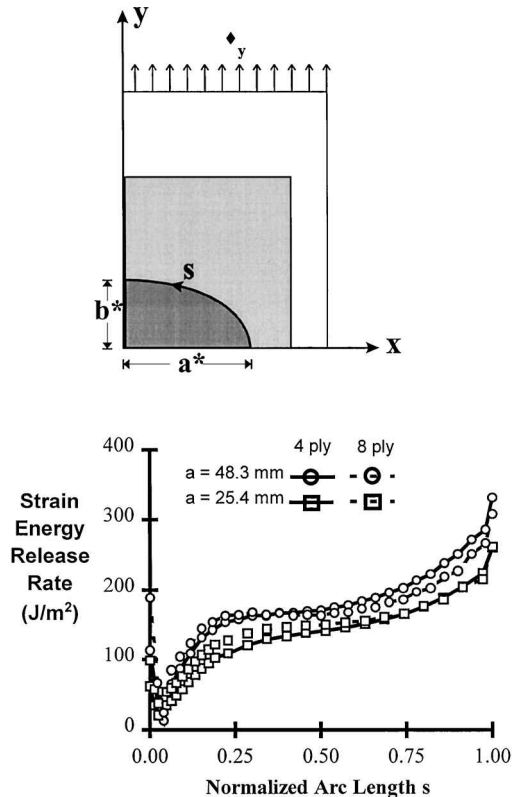 y
♦y
s
b*
x
a*
4 ply 8 ply
a = 48.3 mm
a = 25.4 mm
Strain
Energy
Release
Rate
(J/m²)
400
300
200
100
0
0.00 0.25 0.50 0.75 1.00
Normalized Arc Length s